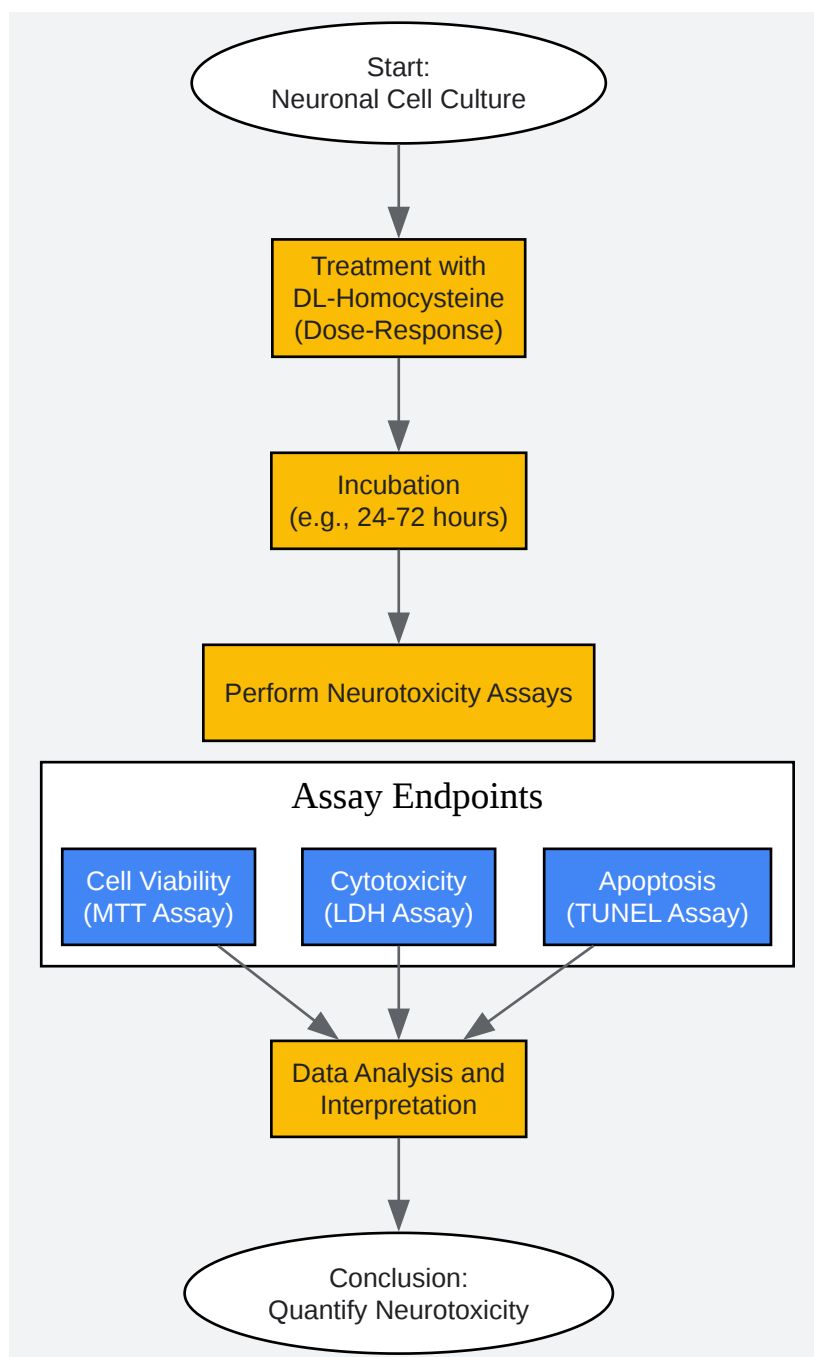 Start:
Neuronal Cell Culture
Treatment with
DL-Homocysteine
(Dose-Response)
Incubation
(e.g., 24-72 hours)
Perform Neurotoxicity Assays
Assay Endpoints
Cell Viability
(MTT Assay)
Cytotoxicity
(LDH Assay)
Apoptosis
(TUNEL Assay)
Data Analysis and
Interpretation
Conclusion:
Quantify Neurotoxicity